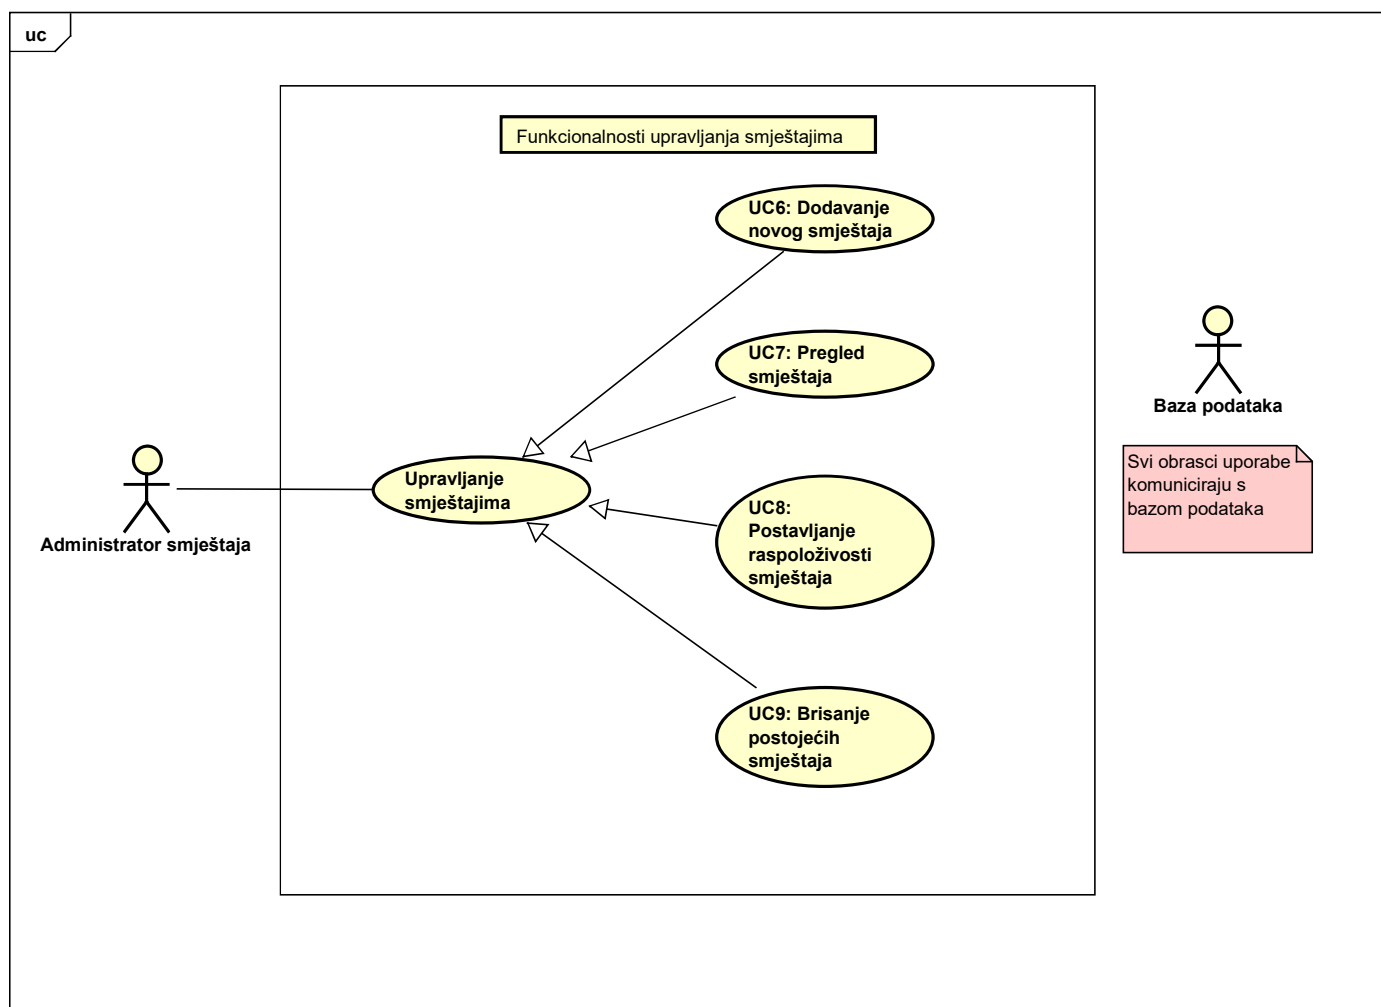 uc
Funkcionalnosti upravljanja smještajima
UC6: Dodavanje
novog smještaja
UC7: Pregled
smještaja
Baza podataka
Svi obrasci uporabe
komuniciraju s
bazom podataka
Upravljanje
smještajima
Administrator smještaja
UC8:
Postavljanje
raspoloživosti
smještaja
UC9: Brisanje
postojećih
smještaja